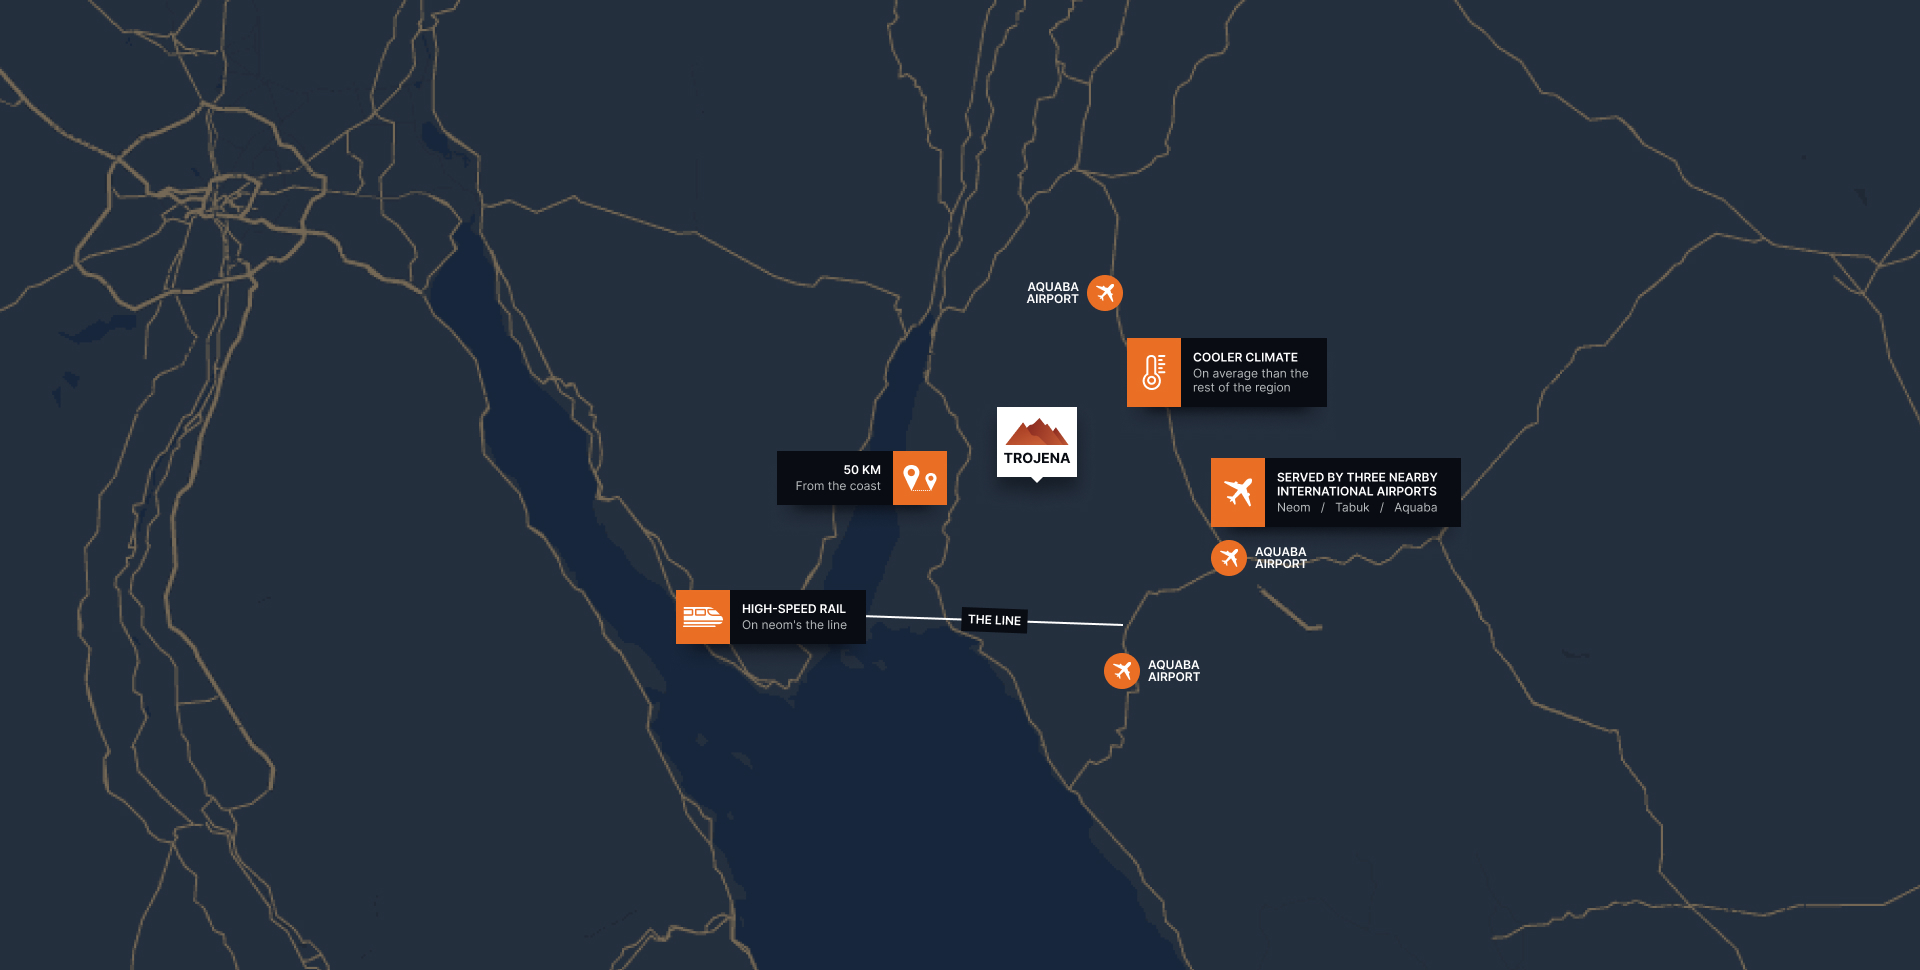 AQUABA
AIRPORT
COOLER CLIMATE
On average than the
rest of the region
TROJENA
50 KM
From the coast
SERVED BY THREE NEARBY
INTERNATIONAL AIRPORTS
Neom / Tabuk / Aquaba
AQUABA
AIRPORT
HIGH-SPEED RAIL
On neom's the line
THE LINE
AQUABA
AIRPORT